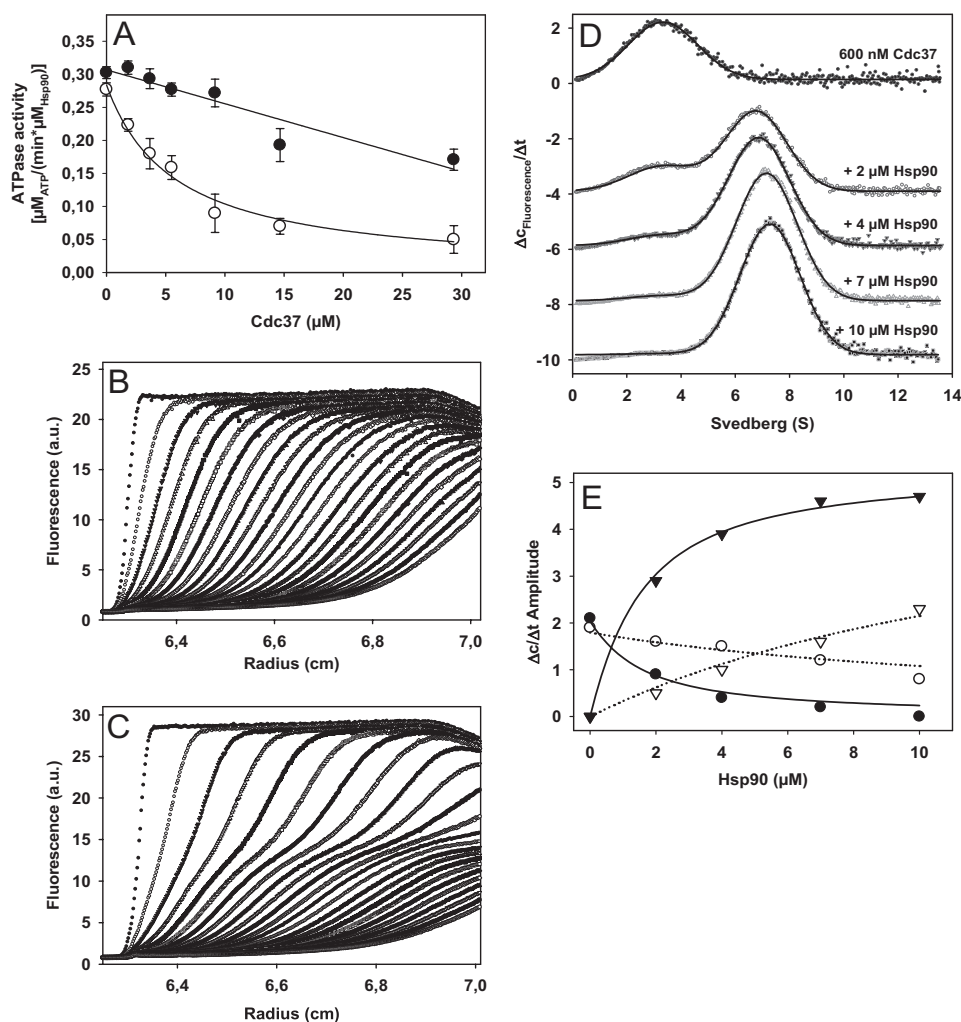 A
0,35
0,30
0,25
0,20
0,15
0,10
0,05
0,00
ATPase activity
[µM_ATP/(min*µM_Hsp90)]
0 5 10 15 20 25 30
Cdc37 (µM)
B
25
20
15
10
5
0
Fluorescence (a.u.)
6,4 6,6 6,8 7,0
Radius (cm)
C
30
25
20
15
10
5
0
Fluorescence (a.u.)
6,4 6,6 6,8 7,0
Radius (cm)
D
2
0
-2
-4
-6
-8
-10
Δc_Fluorescence/Δt
600 nM Cdc37
+ 2 µM Hsp90
+ 4 µM Hsp90
+ 7 µM Hsp90
+ 10 µM Hsp90
0 2 4 6 8 10 12 14
Svedberg (S)
E
5
4
3
2
1
0
Δc/Δt Amplitude
0 2 4 6 8 10
Hsp90 (µM)